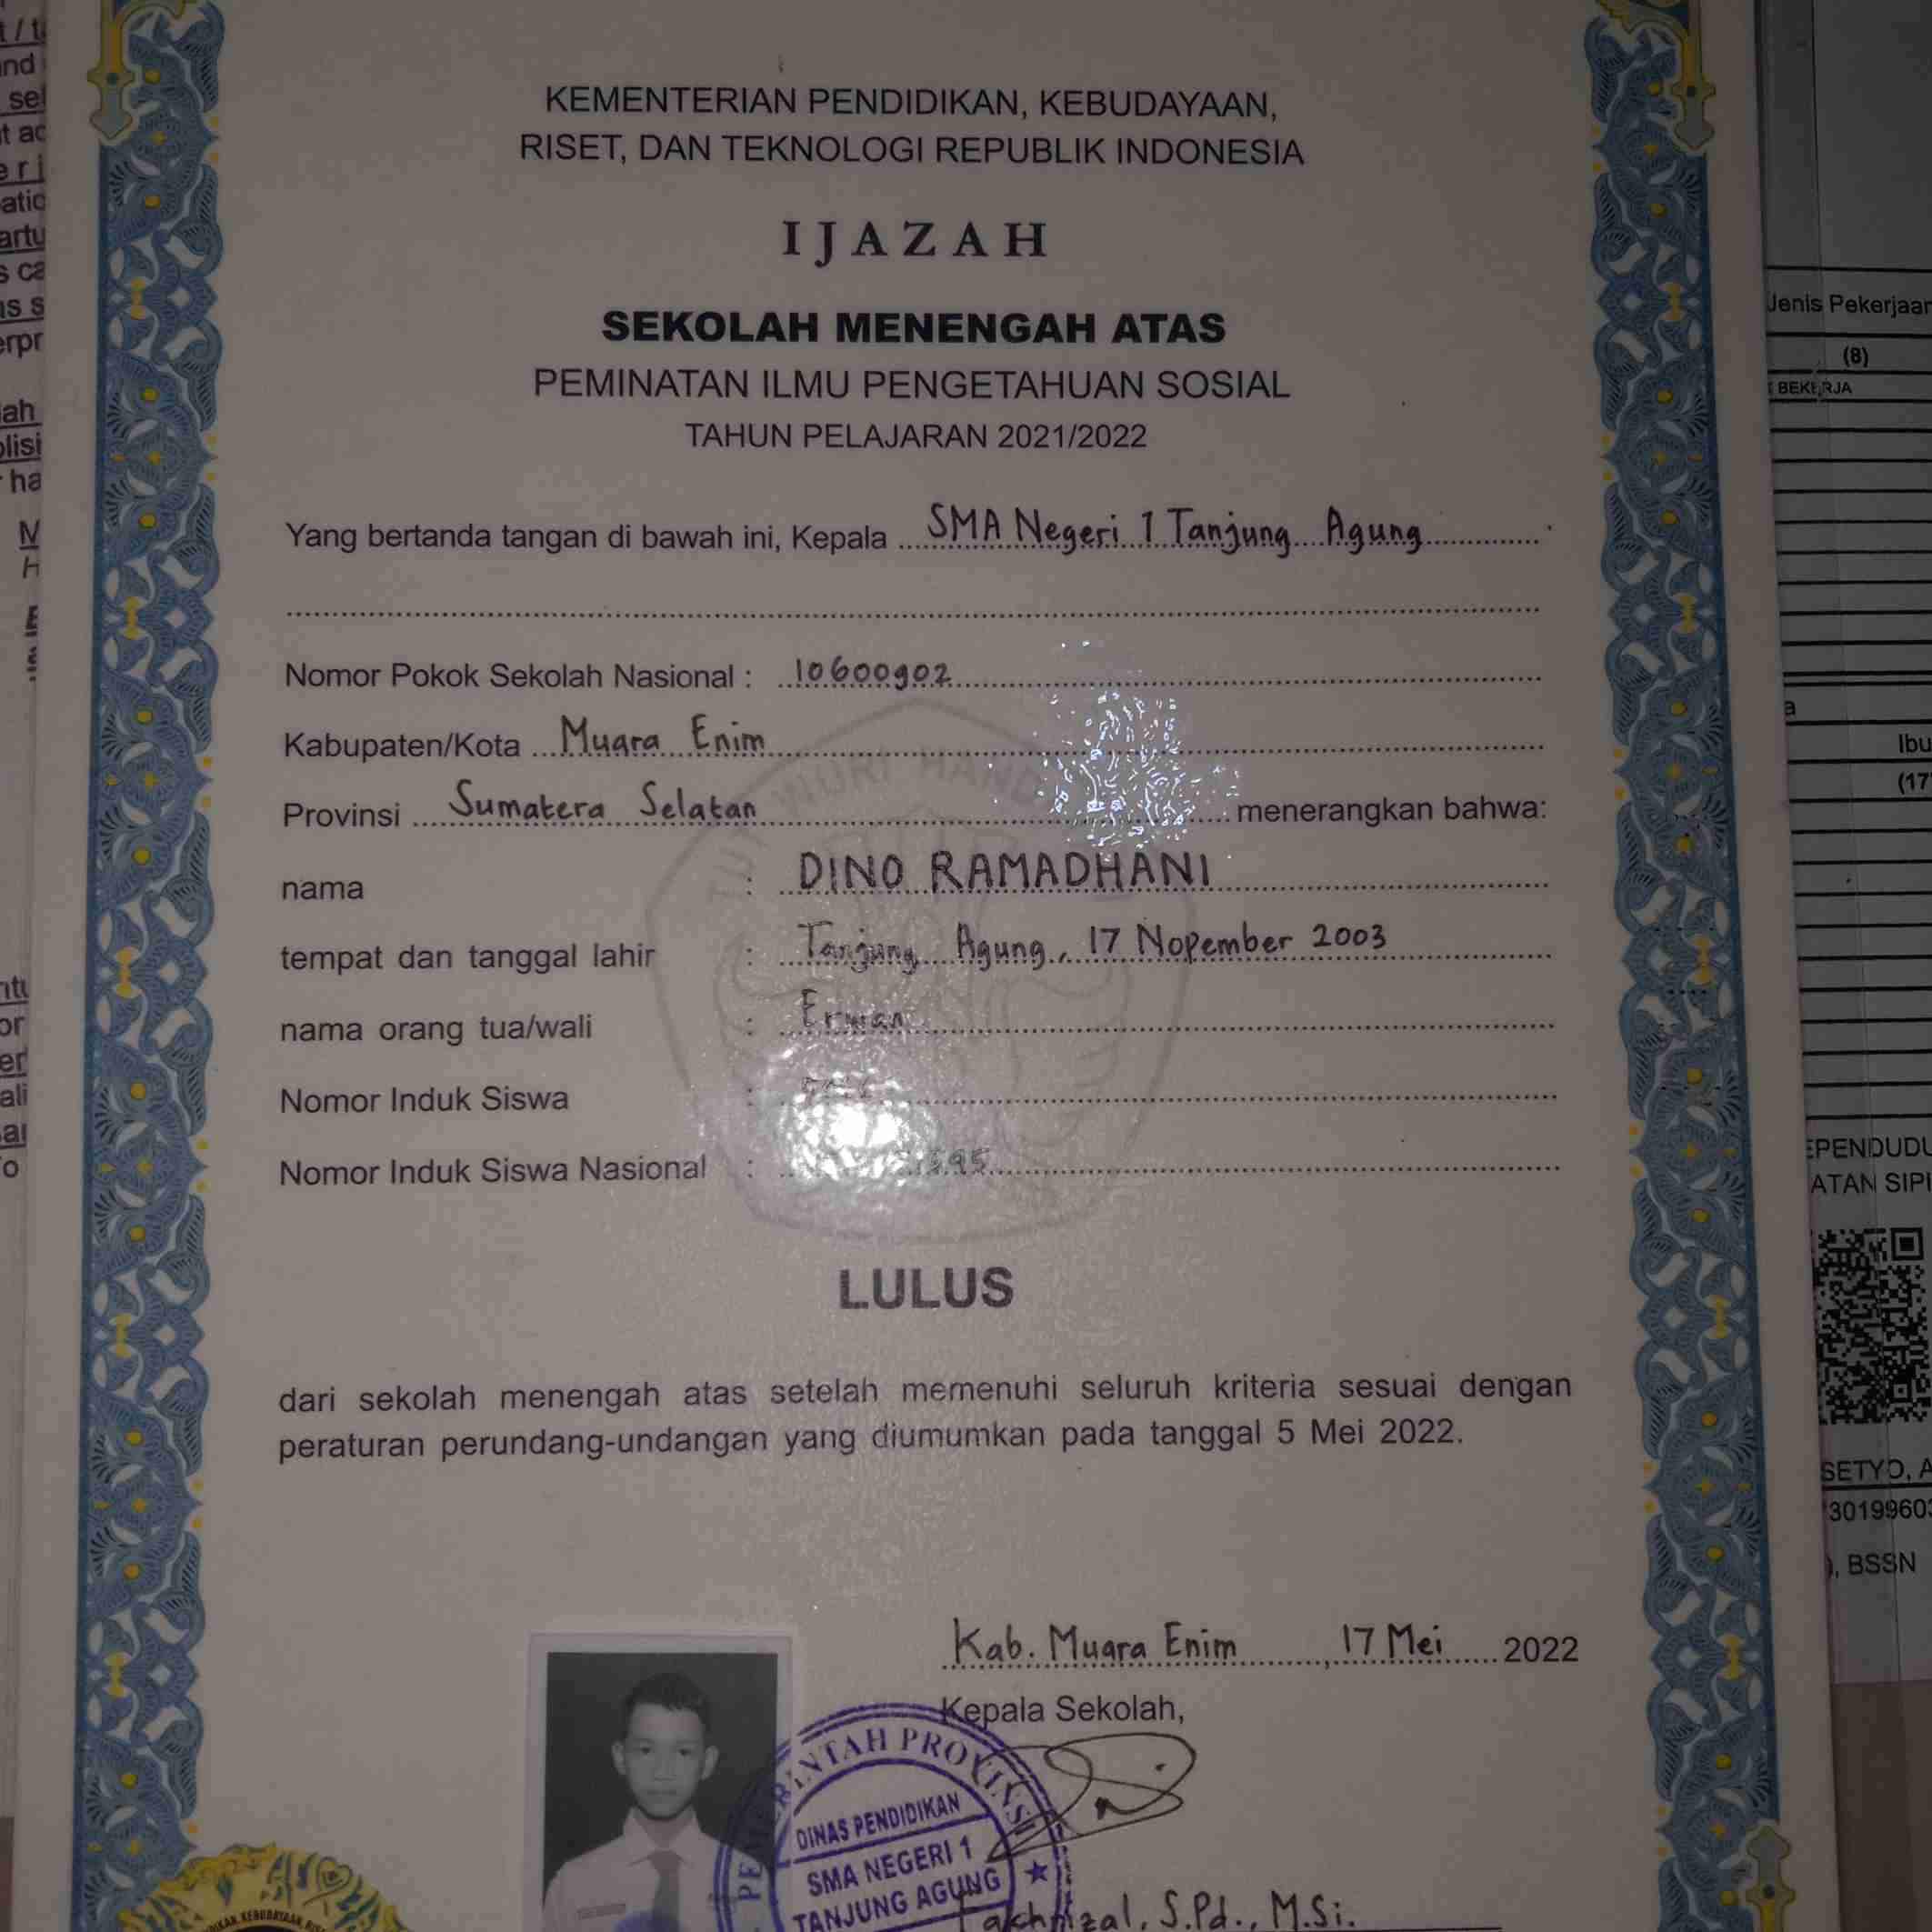 KEMENTERIAN PENDIDIKAN, KEBUDAYAAN,
RISET, DAN TEKNOLOGI REPUBLIK INDONESIA
IJAZAH
SEKOLAH MENENGAH ATAS
PEMINATAN ILMU PENGETAHUAN SOSIAL
TAHUN PELAJARAN 2021/2022
Yang bertanda tangan di bawah ini, Kepala SMA Negeri 1 Tanjung Agung
Nomor Pokok Sekolah Nasional : 10600902
Kabupaten/Kota Muara Enim
Provinsi Sumatera Selatan menerangkan bahwa:
nama : DINO RAMADHANI
tempat dan tanggal lahir : Tanjung Agung, 17 Nopember 2003
nama orang tua/wali : Erwan
Nomor Induk Siswa :
Nomor Induk Siswa Nasional :
LULUS
dari sekolah menengah atas setelah memenuhi seluruh kriteria sesuai dengan
peraturan perundang-undangan yang diumumkan pada tanggal 5 Mei 2022.
Kab. Muara Enim, 17 Mei 2022
Kepala Sekolah,
PEMERINTAH PROVINSI
DINAS PENDIDIKAN
SMA NEGERI 1
TANJUNG AGUNG
S.Pd., M.Si.
Jenis Pekerjaan
(8)
BEKERJA
Ibu
BSSN